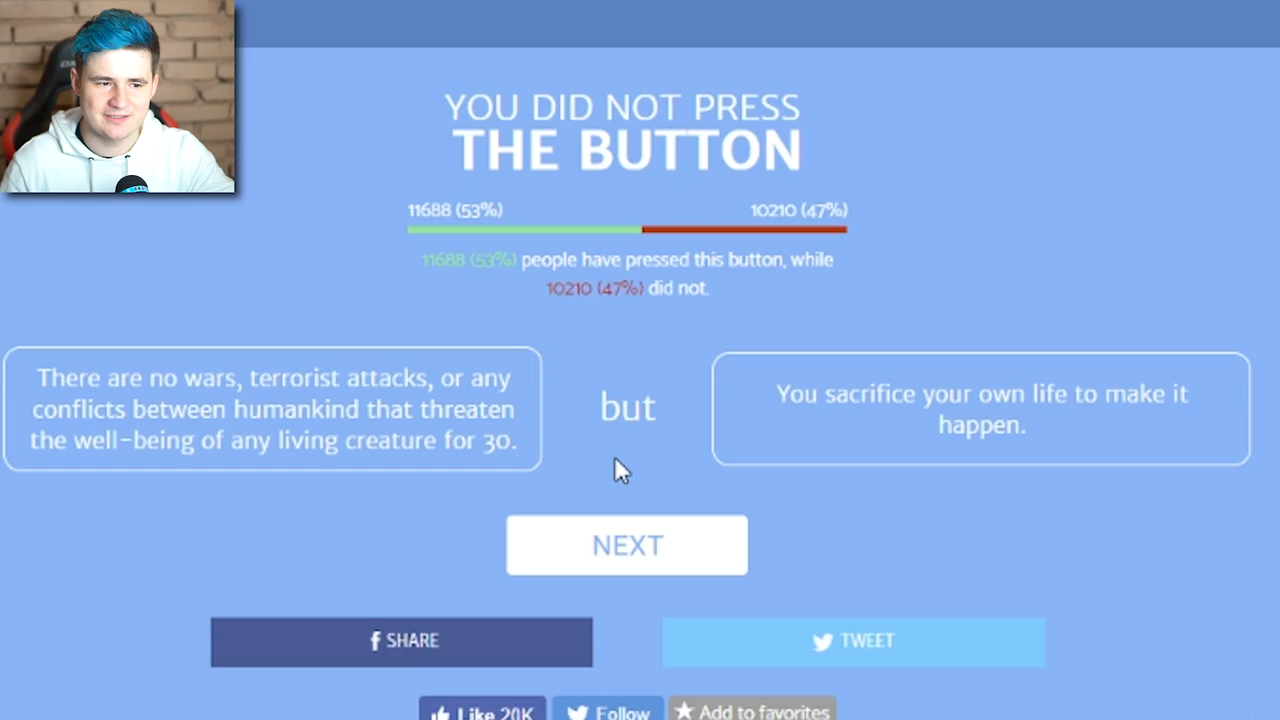 YOU DID NOT PRESS
THE BUTTON
11688 (53%)
10210 (47%)
11688 (53%) people have pressed this button, while
10210 (47%) did not.
There are no wars, terrorist attacks, or any
conflicts between humankind that threaten
the well-being of any living creature for 30.
but
You sacrifice your own life to make it
happen.
NEXT
SHARE
TWEET
Like 20K
Follow
Add to favorites